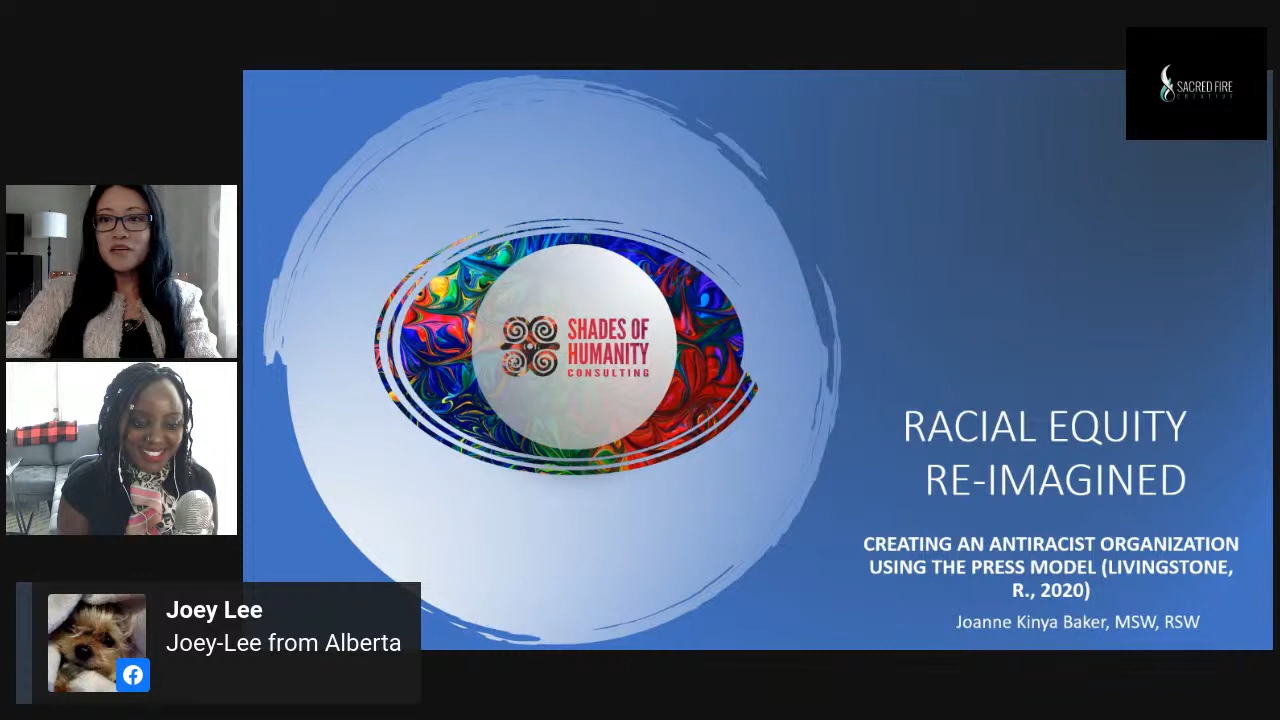 SACRED FIRE
CREATIVE
SHADES OF
HUMANITY
CONSULTING
RACIAL EQUITY
RE-IMAGINED
CREATING AN ANTIRACIST ORGANIZATION
USING THE PRESS MODEL (LIVINGSTONE,
R., 2020)
Joanne Kinya Baker, MSW, RSW
Joey Lee
Joey-Lee from Alberta